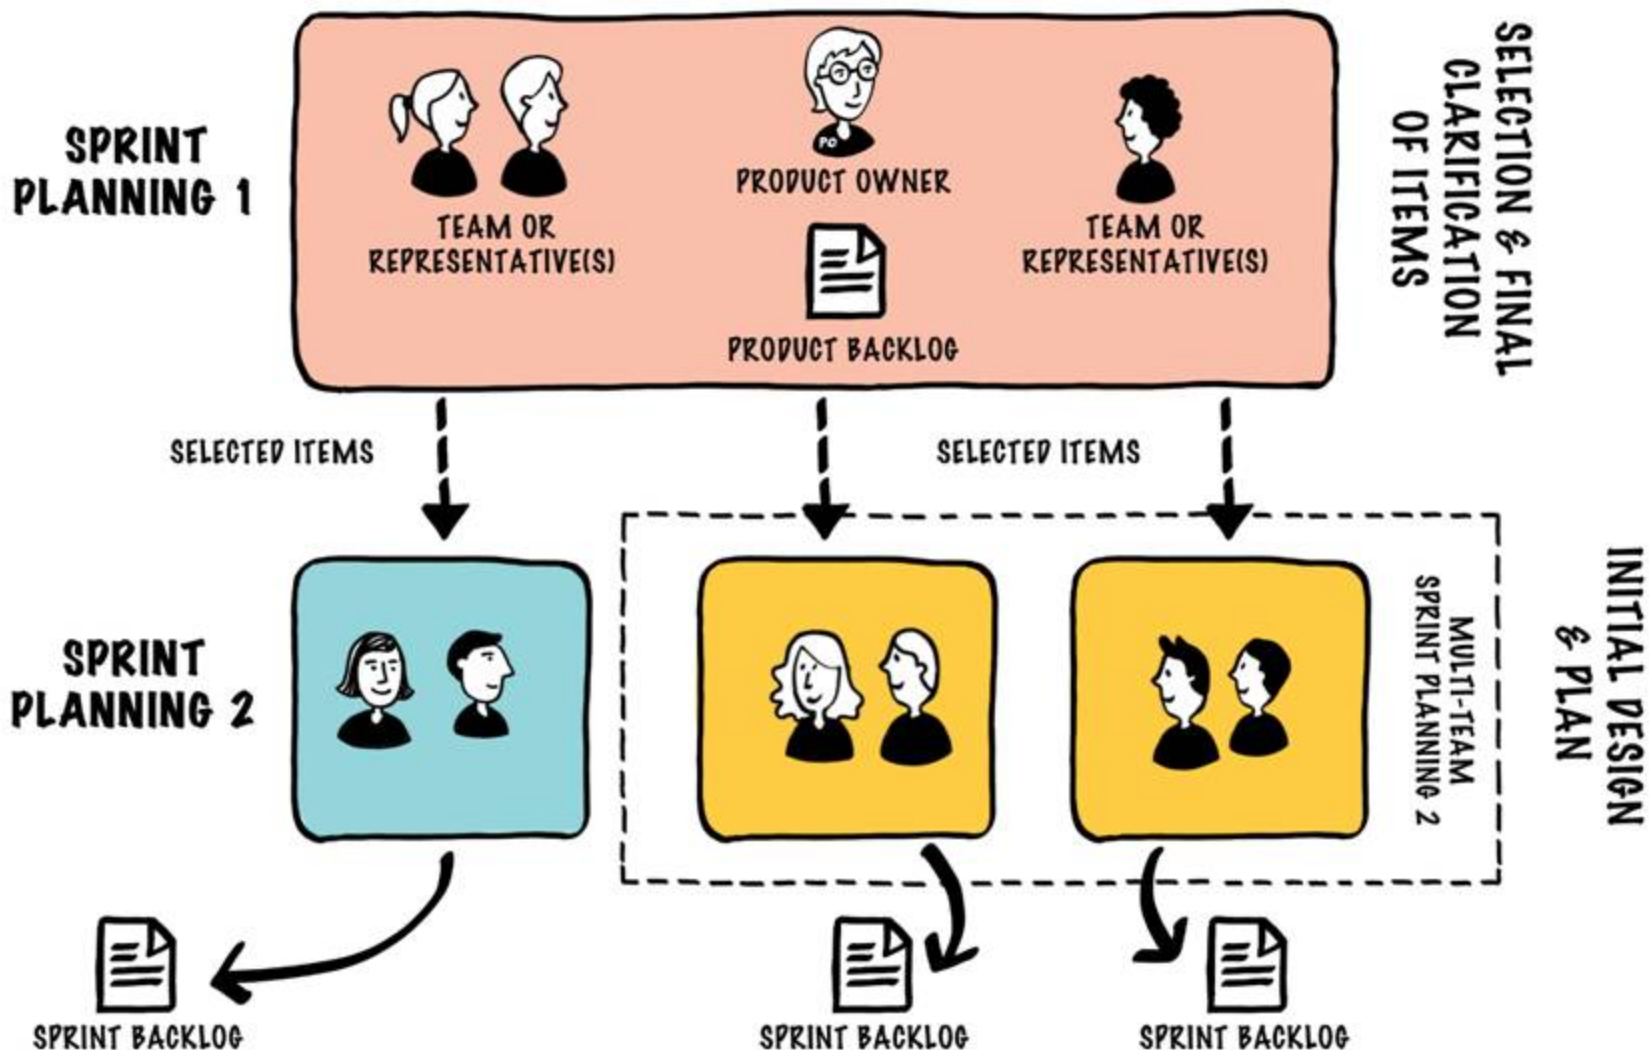 SPRINT
PLANNING 1
PO
PRODUCT OWNER
TEAM OR
REPRESENTATIVE(S)
TEAM OR
REPRESENTATIVE(S)
PRODUCT BACKLOG
SELECTION & FINAL
CLARIFICATION
OF ITEMS
SELECTED ITEMS
SELECTED ITEMS
SPRINT
PLANNING 2
MULTI-TEAM
SPRINT PLANNING 2
INITIAL DESIGN
& PLAN
SPRINT BACKLOG
SPRINT BACKLOG
SPRINT BACKLOG